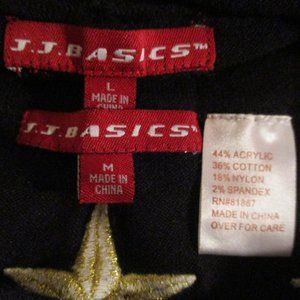 J.J.BASICS™
L
MADE IN
CHINA
J.J.BASICS™
M
MADE IN
CHINA
44% ACRYLIC
36% COTTON
18% NYLON
2% SPANDEX
RN#81867
MADE IN CHINA
OVER FOR CARE